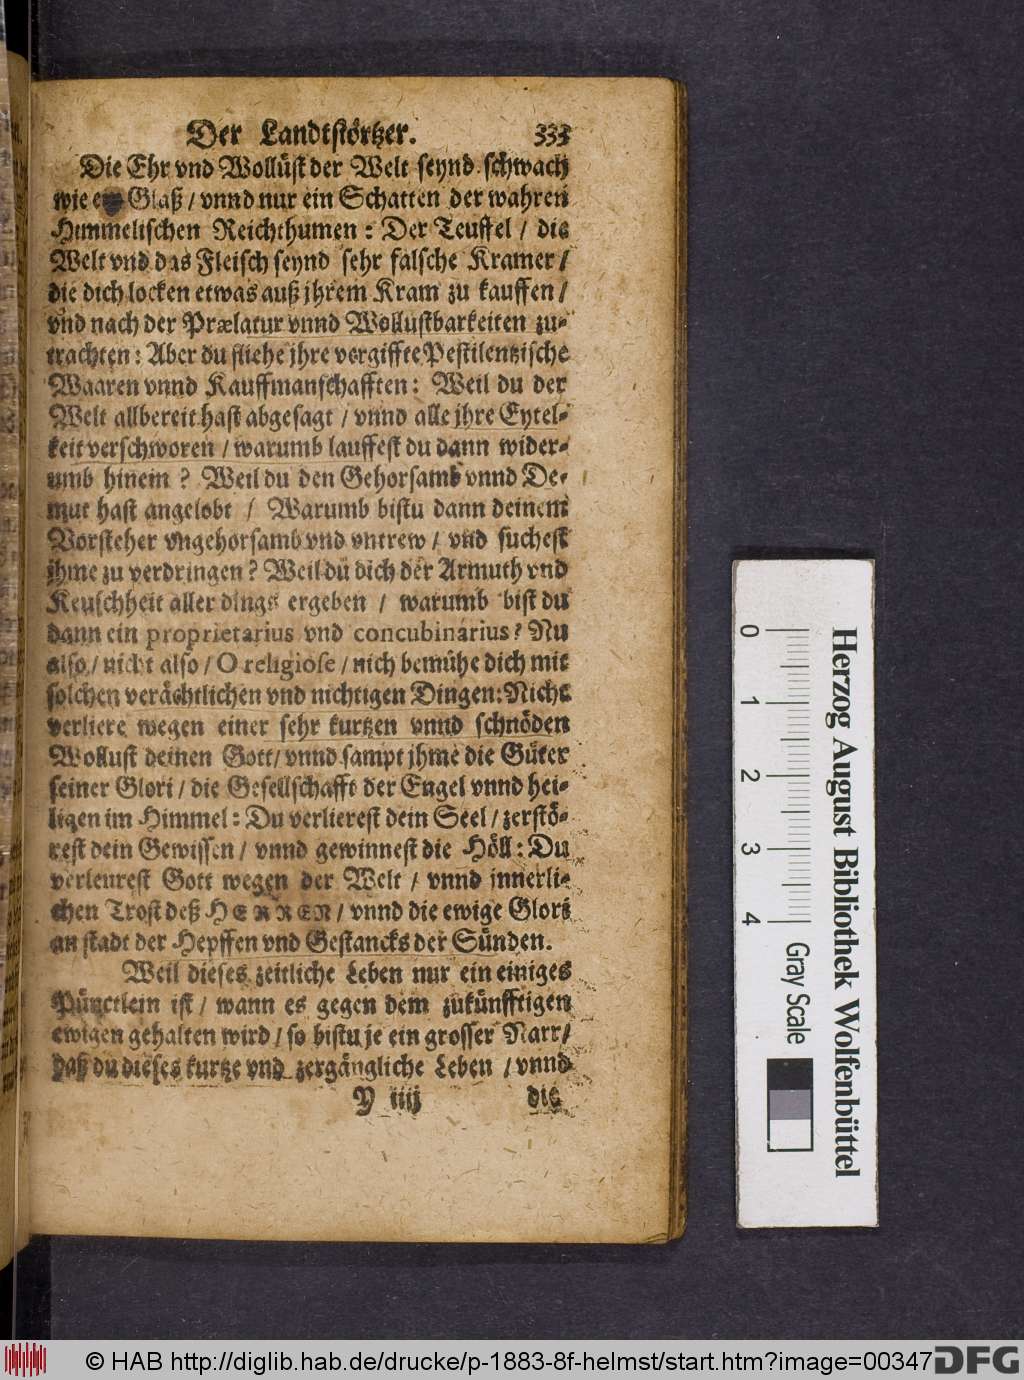 Der Landtstörtzer. 333
Die Ehr vnd Wollüst der Welt seynd schwach
wie ein Glaß / vnnd nur ein Schatten der wahren
Himmelischen Reichthumen : Der Teuffel / die
Welt vnd das Fleisch seynd sehr falsche Kramer /
die dich locken etwas auß jhrem Kram zu kauffen /
vnd nach der Prælatur vnnd Wollustbarkeiten zu-
trachten : Aber du fliehe jhre vergiffte Pestilentzische
Waaren vnnd Kauffmanschafften : Weil du der
Welt allbereit hast abgesagt / vnnd alle jhre Eytel-
keit verschworen / warumb lauffest du dann wider-
umb hinein ? Weil du den Gehorsamb vnnd De-
mut hast angelobt / Warumb bistu dann deinem
Vorsteher vngehorsamb vnd vntrew / vnd suchest
jhme zu verdringen ? Weil du dich der Armuth vnd
Keuschheit aller dings ergeben / warumb bist du
dann ein proprietarius vnd concubinarius ? Nu
also / nicht also / O religiose / nich bemühe dich mit
solchen verächtlichen vnd nichtigen Dingen : Nicht
verliere wegen einer sehr kurtzen vnnd schnöden
Wollust deinen Gott / vnnd sampt jhme die Güter
seiner Glori / die Gesellschafft der Engel vnnd hei-
ligen im Himmel : Du verlierest dein Seel / zerstö-
rest dein Gewissen / vnnd gewinnest die Höll : Du
verleurest Gott wegen der Welt / vnnd jnnerli-
chen Trost deß HERREN / vnnd die ewige Glori
an stadt der Hepffen vnd Gestancks der Sünden.
Weil dieses zeitliche Leben nur ein einiges
Pünctlein ist / wann es gegen dem zukünfftigen
ewigen gehalten wird / so bistu je ein grosser Narr /
daß du dieses kurtze vnd zergängliche Leben / vnnd
Y iiij die
0 1 2 3 4 Gray Scale
Herzog August Bibliothek Wolfenbüttel
© HAB http://diglib.hab.de/drucke/p-1883-8f-helmst/start.htm?image=00347
DFG